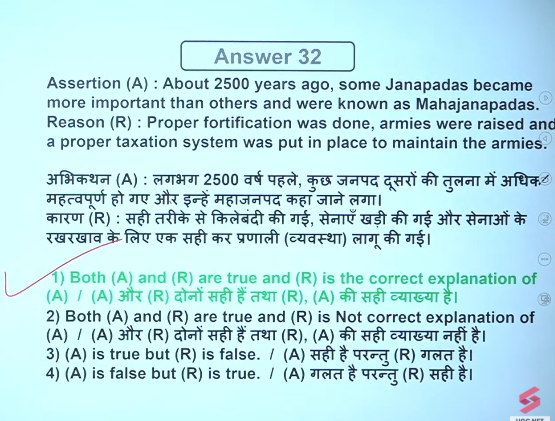 Answer 32
Assertion (A) : About 2500 years ago, some Janapadas became
more important than others and were known as Mahajanapadas.
Reason (R) : Proper fortification was done, armies were raised and
a proper taxation system was put in place to maintain the armies.
अभिकथन (A) : लगभग 2500 वर्ष पहले, कुछ जनपद दूसरों की तुलना में अधिक
महत्वपूर्ण हो गए और इन्हें महाजनपद कहा जाने लगा।
कारण (R) : सही तरीके से किलेबंदी की गई, सेनाएँ खड़ी की गई और सेनाओं के
रखरखाव के लिए एक सही कर प्रणाली (व्यवस्था) लागू की गई।
1) Both (A) and (R) are true and (R) is the correct explanation of
(A) / (A) और (R) दोनों सही हैं तथा (R), (A) की सही व्याख्या है।
2) Both (A) and (R) are true and (R) is Not correct explanation of
(A) / (A) और (R) दोनों सही हैं तथा (R), (A) की सही व्याख्या नहीं है।
3) (A) is true but (R) is false. / (A) सही है परन्तु (R) गलत है।
4) (A) is false but (R) is true. / (A) गलत है परन्तु (R) सही है।